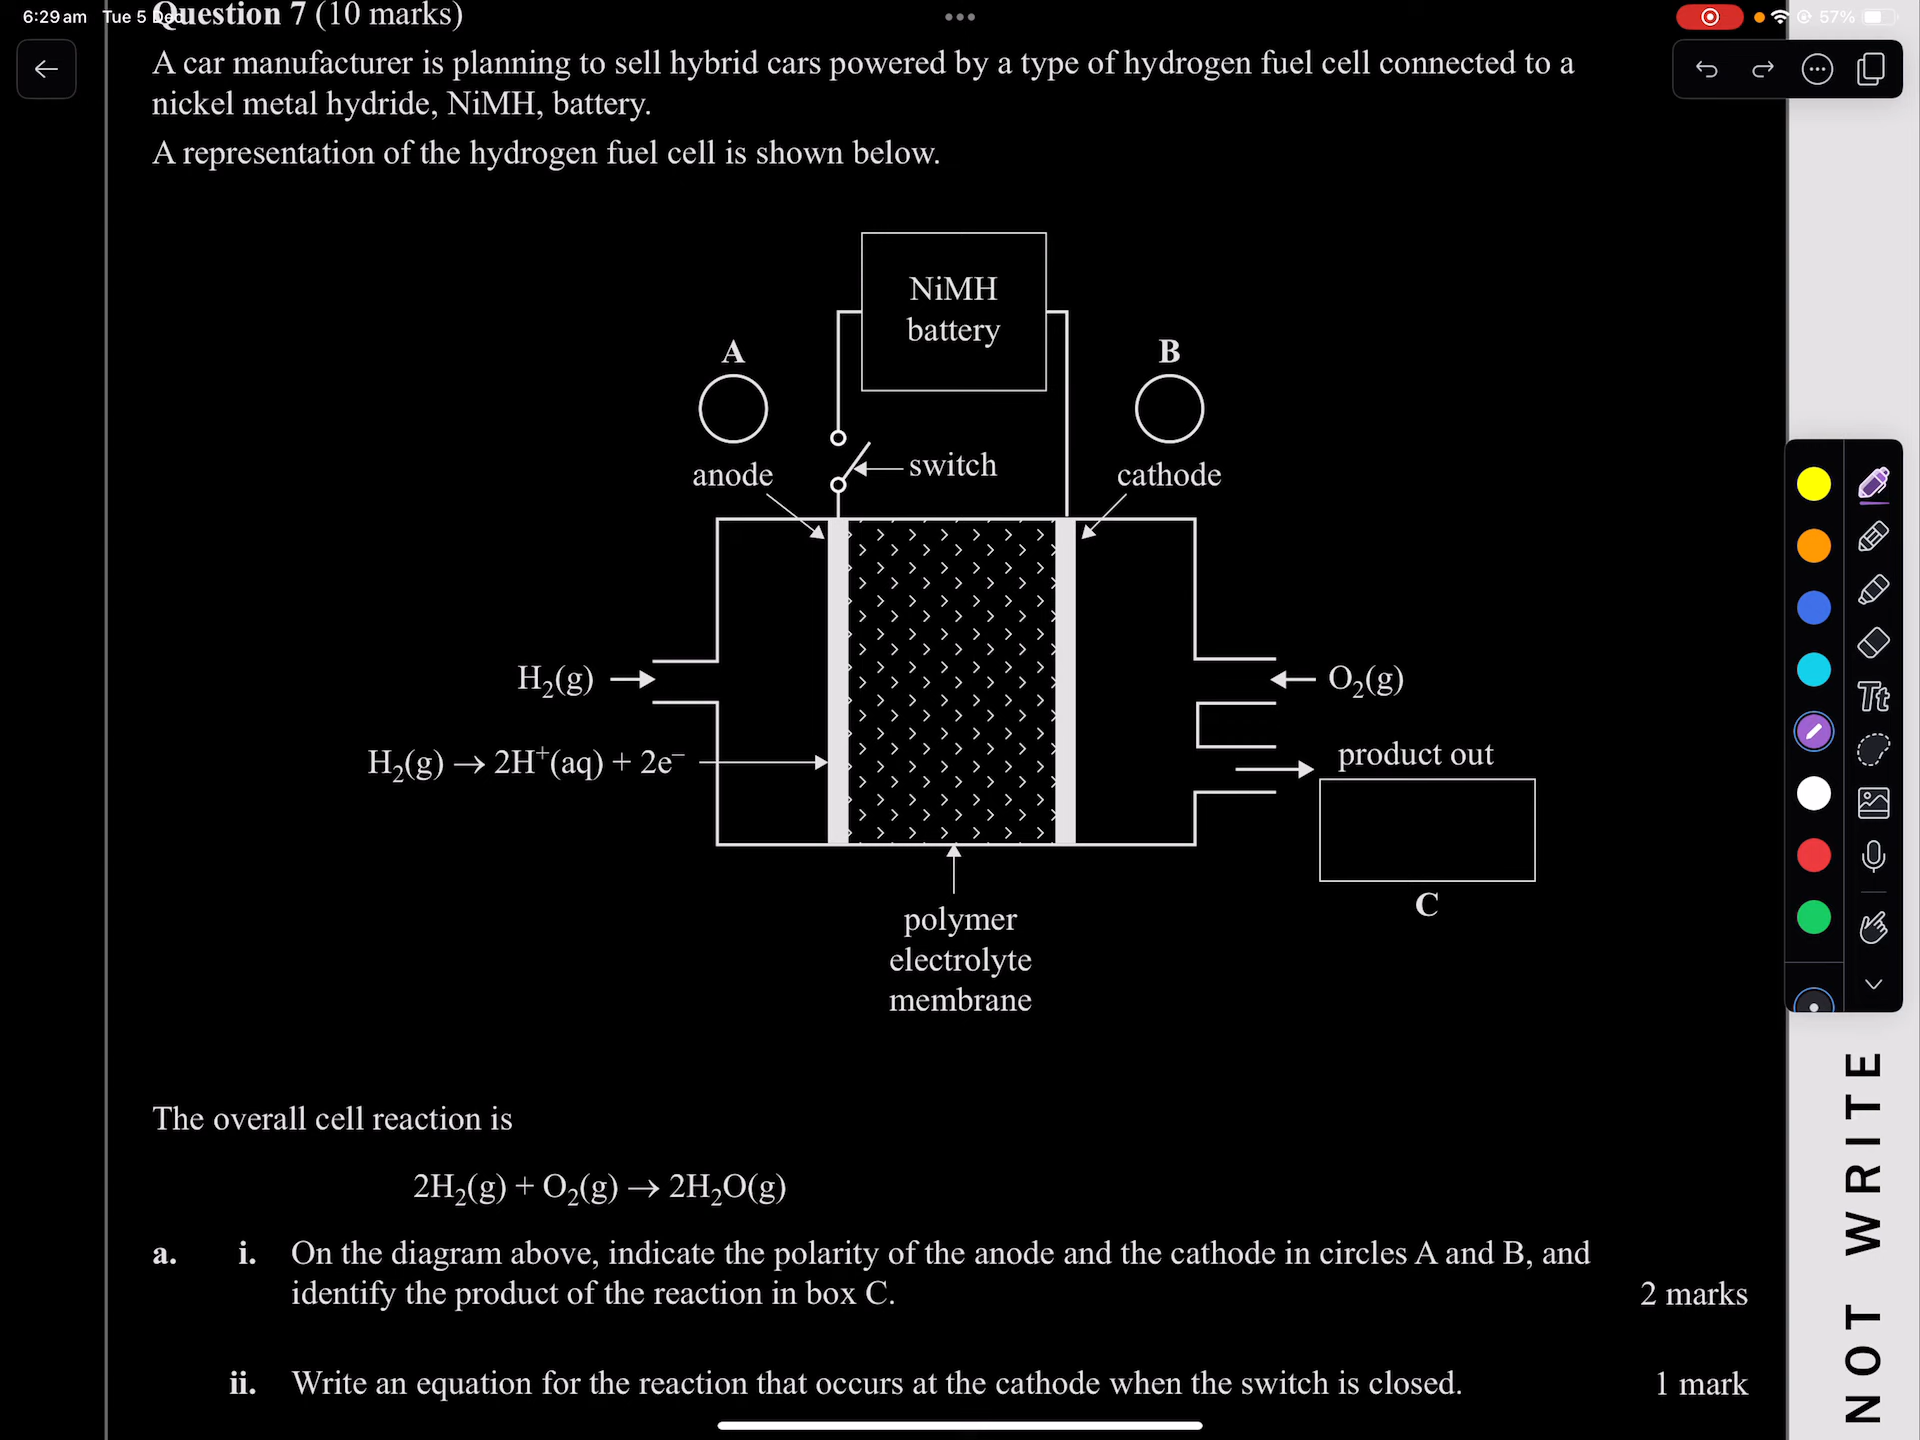 6:29 am Tue 5 Dec
57%
Question 7 (10 marks)
A car manufacturer is planning to sell hybrid cars powered by a type of hydrogen fuel cell connected to a
nickel metal hydride, NiMH, battery.
A representation of the hydrogen fuel cell is shown below.
NiMH
battery
A
B
switch
anode
cathode
H₂(g)
O₂(g)
H₂(g) → 2H⁺(aq) + 2e⁻
product out
C
polymer
electrolyte
membrane
The overall cell reaction is
2H₂(g) + O₂(g) → 2H₂O(g)
a. i. On the diagram above, indicate the polarity of the anode and the cathode in circles A and B, and
identify the product of the reaction in box C. 2 marks
ii. Write an equation for the reaction that occurs at the cathode when the switch is closed. 1 mark
Tt
NOT WRITE